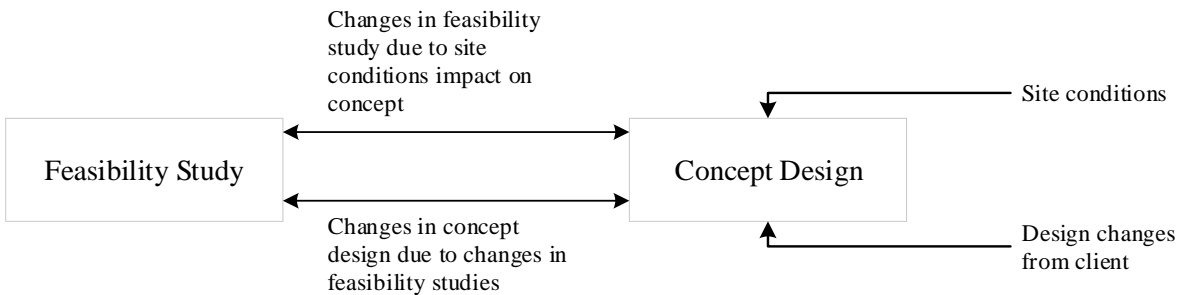 Changes in feasibility
study due to site
conditions impact on
concept
Site conditions
Feasibility Study
Concept Design
Changes in concept
design due to changes in
feasibility studies
Design changes
from client